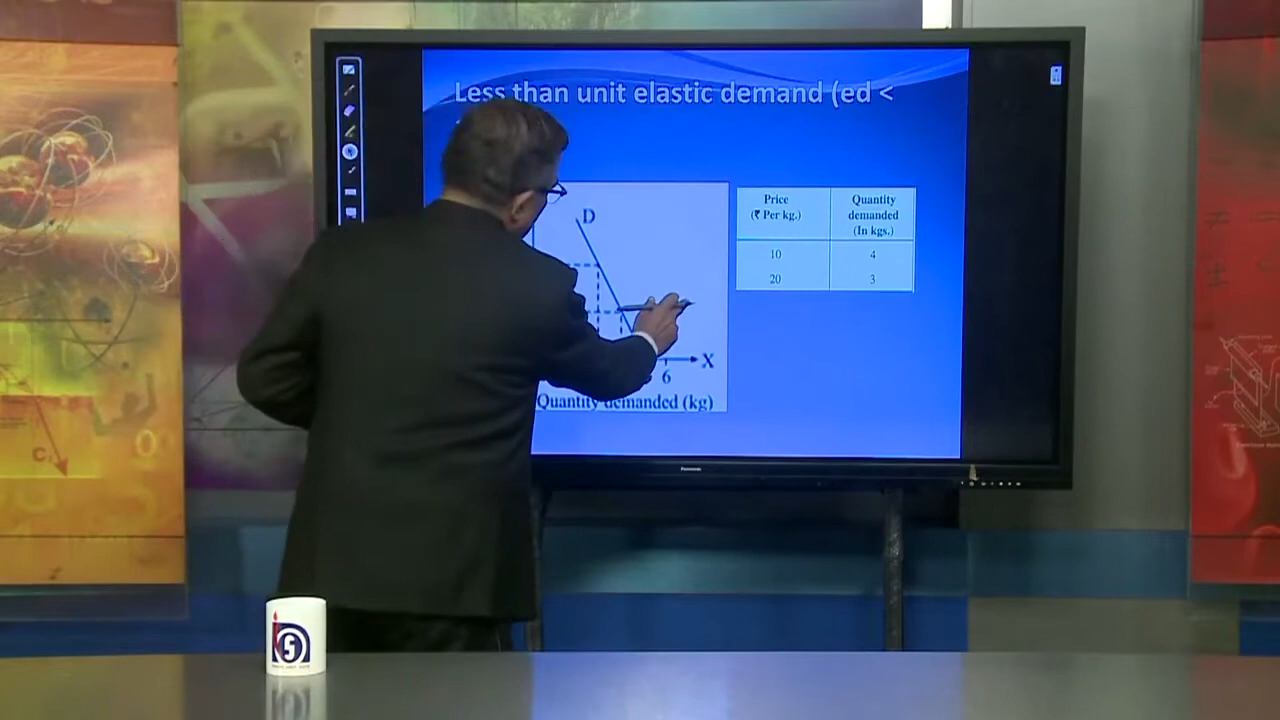 Less than unit elastic demand (ed <
D
X
6
Quantity demanded (kg)
Price
(₹ Per kg.)
Quantity
demanded
(In kgs.)
10 4
20 3
Panasonic
C